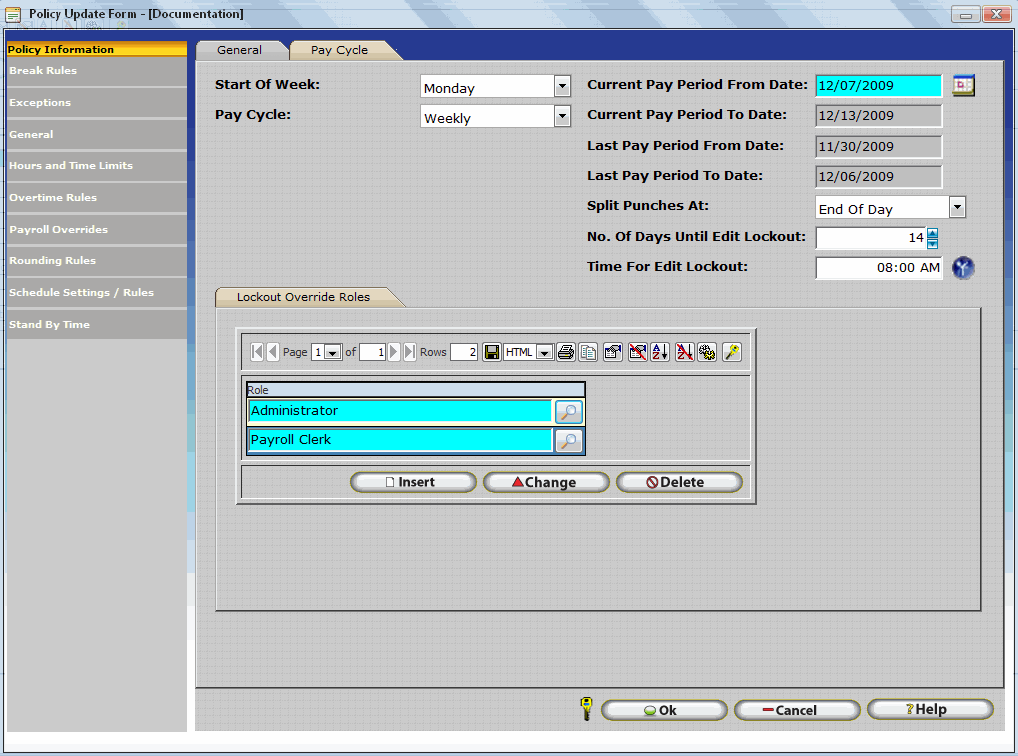 Policy Update Form - [Documentation]
Policy Information
Break Rules
Exceptions
General
Hours and Time Limits
Overtime Rules
Payroll Overrides
Rounding Rules
Schedule Settings / Rules
Stand By Time
General Pay Cycle
Start Of Week: Monday
Pay Cycle: Weekly
Current Pay Period From Date: 12/07/2009
Current Pay Period To Date: 12/13/2009
Last Pay Period From Date: 11/30/2009
Last Pay Period To Date: 12/06/2009
Split Punches At: End Of Day
No. Of Days Until Edit Lockout: 14
Time For Edit Lockout: 08:00 AM
Lockout Override Roles
Page 1 of 1 Rows 2 HTML
Role
Administrator
Payroll Clerk
Insert Change Delete
Ok Cancel ?Help